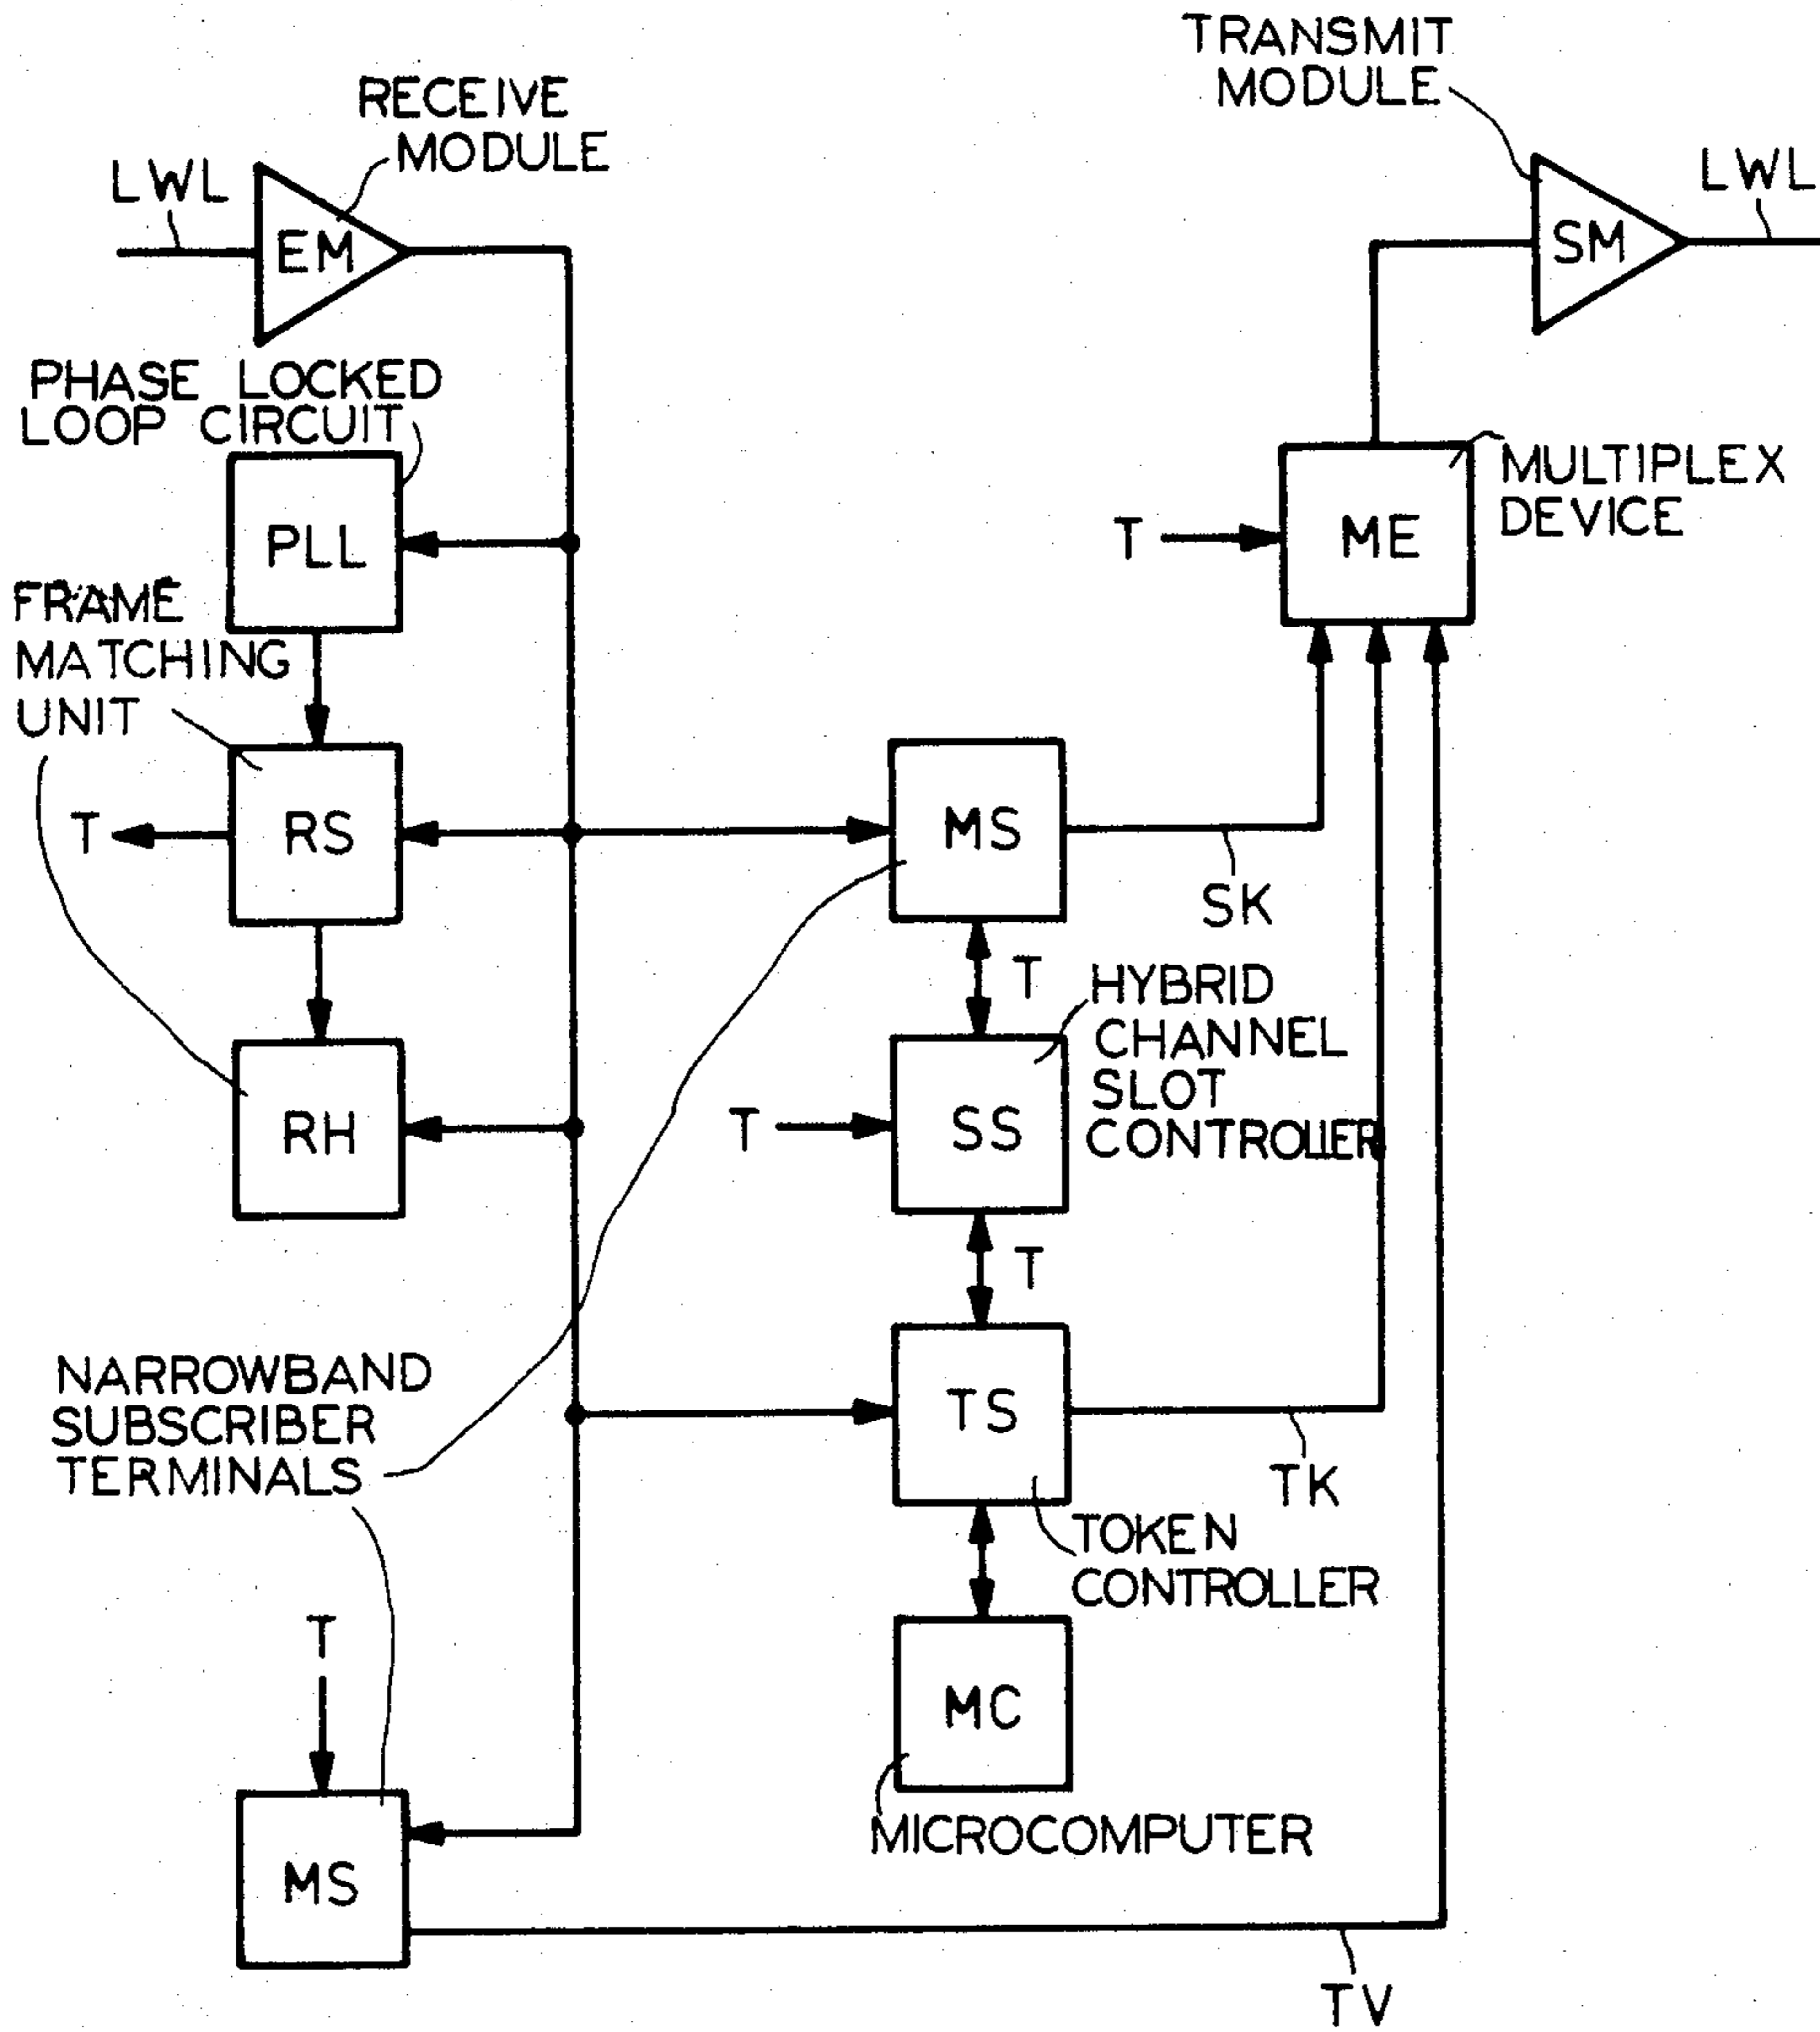 TRANSMIT
MODULE
RECEIVE
MODULE
LWL
EM
SM
LWL
PHASE LOCKED
LOOP CIRCUIT
PLL
T
ME
MULTIPLEX
DEVICE
FRAME
MATCHING
UNIT
T
RS
MS
SK
T
HYBRID
CHANNEL
SLOT
CONTROLLER
RH
T
SS
T
NARROWBAND
SUBSCRIBER
TERMINALS
TS
TK
TOKEN
CONTROLLER
T
MC
MICROCOMPUTER
MS
TV